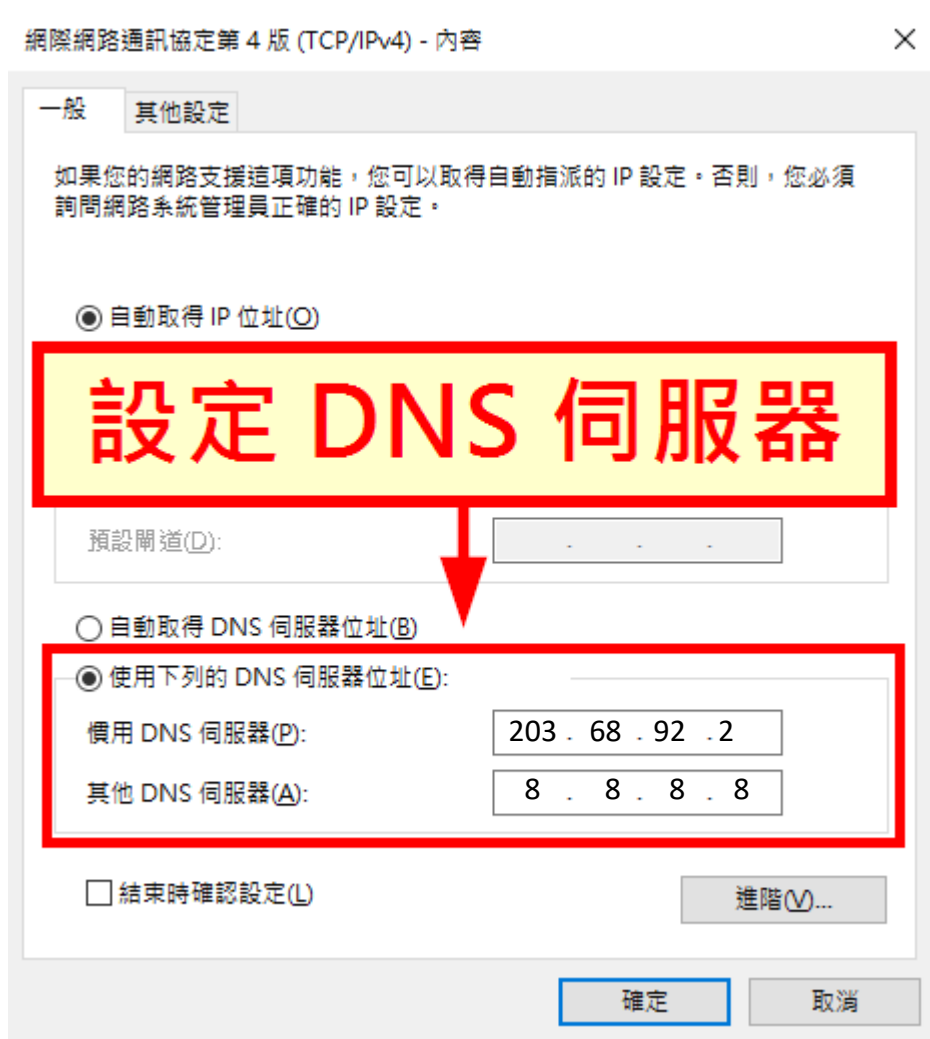 網際網路通訊協定第 4 版 (TCP/IPv4) - 內容
一般 其他設定
如果您的網路支援這項功能，您可以取得自動指派的 IP 設定。否則，您必須
詢問網路系統管理員正確的 IP 設定。
自動取得 IP 位址(O)
設定 DNS 伺服器
預設閘道(D): . . .
自動取得 DNS 伺服器位址(B)
使用下列的 DNS 伺服器位址(E):
慣用 DNS 伺服器(P): 203 . 68 . 92 . 2
其他 DNS 伺服器(A): 8 . 8 . 8 . 8
結束時確認設定(L)
進階(V)...
確定 取消